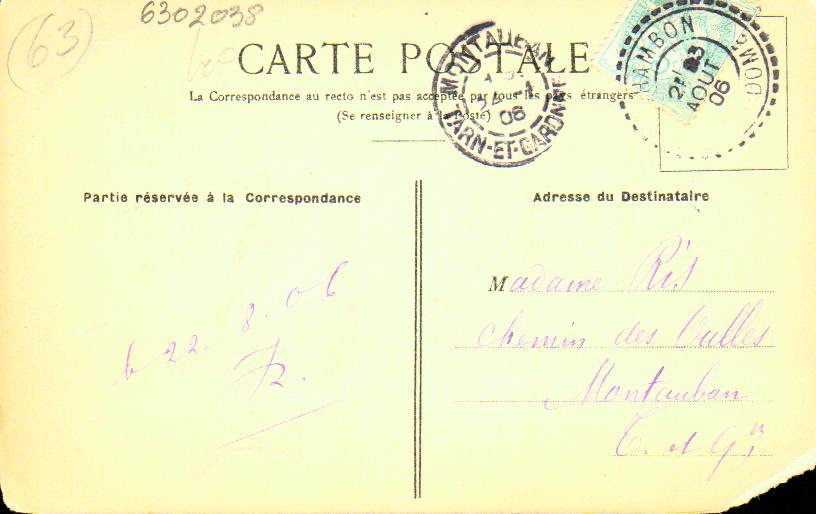 (63)
6302038
CARTE POSTALE
La Correspondance au recto n'est pas acceptée par tous les pays étrangers
(Se renseigner à la Poste)
MONTAUBAN
06
TARN-ET-GARONNE
CHAMBON
23
AOUT
06
Partie réservée à la Correspondance
22. 8. 06
Adresse du Destinataire
Madame Ris
chemin des Oulles
Montauban
T. et Gne